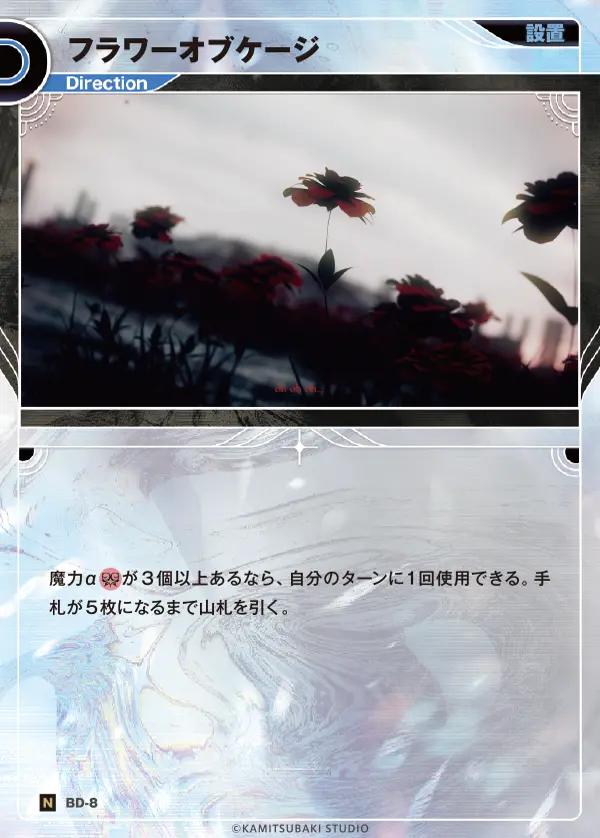 設置
フラワーオブケージ
Direction
oh oh oh...
魔力αが3個以上あるなら、自分のターンに1回使用できる。手
札が5枚になるまで山札を引く。
N BD-8
©KAMITSUBAKI STUDIO